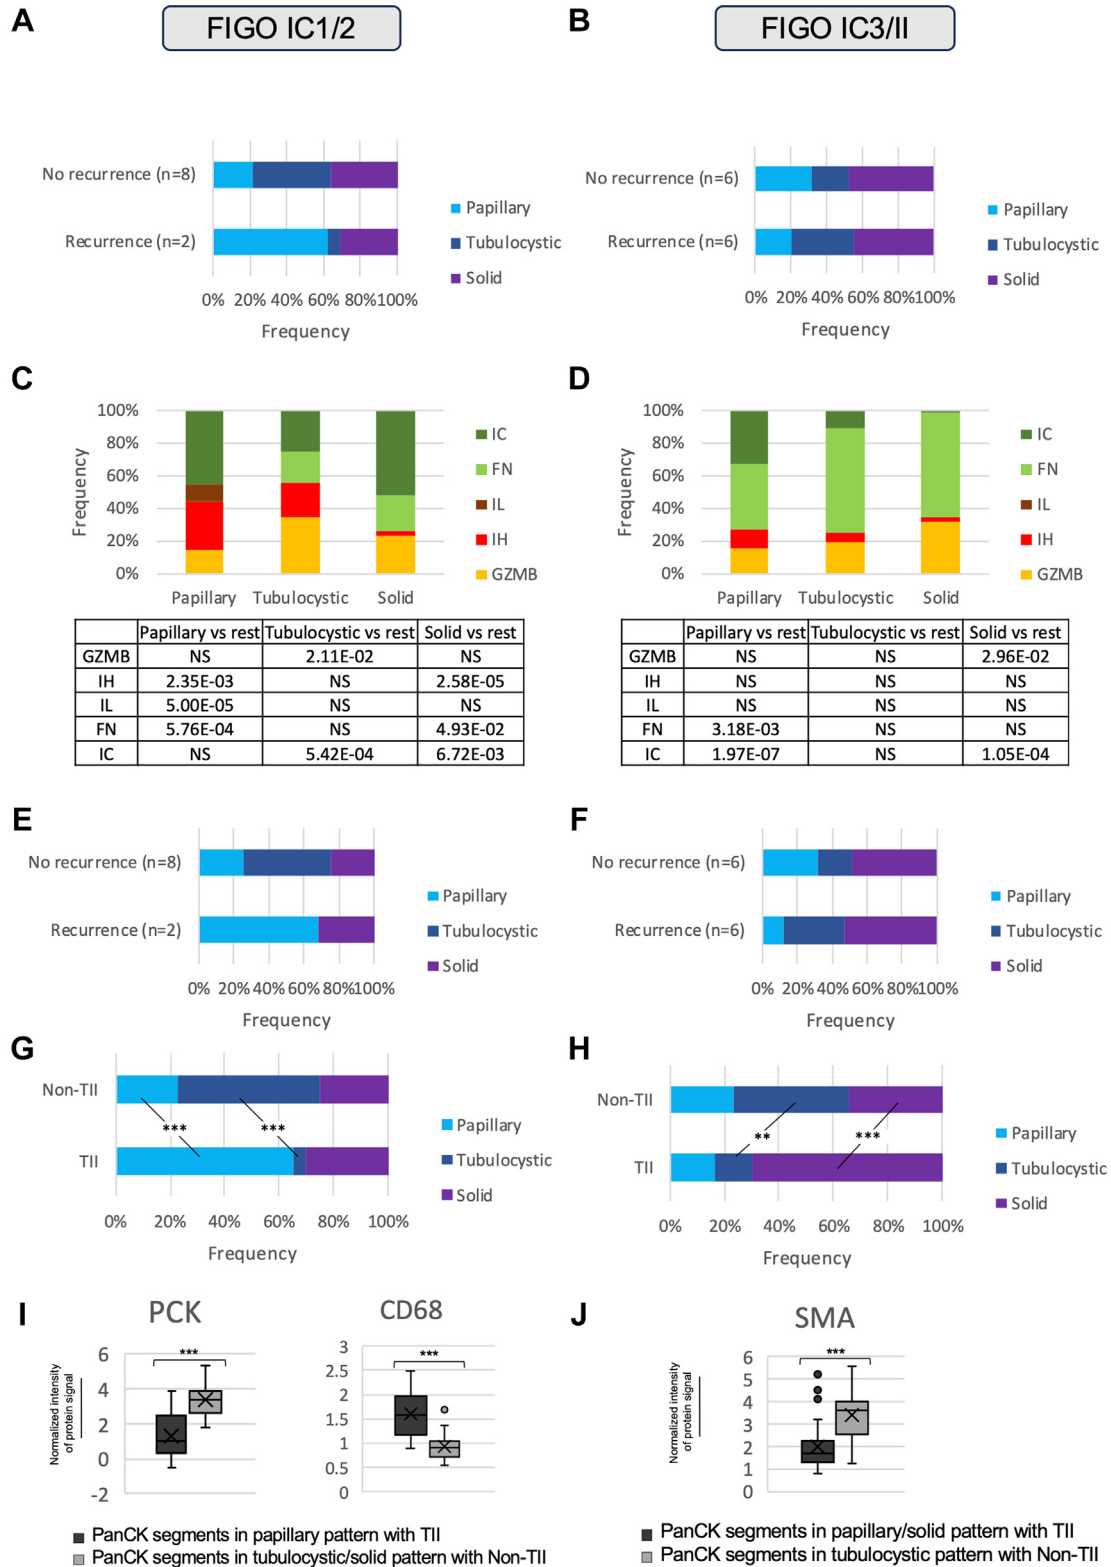 A
FIGO IC1/2
B
FIGO IC3/II
No recurrence (n=8)
Recurrence (n=2)
Papillary
Tubulocystic
Solid
0% 20% 40% 60% 80%100%
Frequency
No recurrence (n=6)
Recurrence (n=6)
Papillary
Tubulocystic
Solid
0% 20% 40% 60% 80%100%
Frequency
C
100%
80%
60%
40%
20%
0%
Frequency
Papillary Tubulocystic Solid
IC
FN
IL
IH
GZMB
Papillary vs rest Tubulocystic vs rest Solid vs rest
GZMB NS 2.11E-02 NS
IH 2.35E-03 NS 2.58E-05
IL 5.00E-05 NS NS
FN 5.76E-04 NS 4.93E-02
IC NS 5.42E-04 6.72E-03
D
100%
80%
60%
40%
20%
0%
Frequency
Papillary Tubulocystic Solid
IC
FN
IL
IH
GZMB
Papillary vs rest Tubulocystic vs rest Solid vs rest
GZMB NS NS 2.96E-02
IH NS NS NS
IL NS NS NS
FN 3.18E-03 NS NS
IC 1.97E-07 NS 1.05E-04
E
No recurrence (n=8)
Recurrence (n=2)
Papillary
Tubulocystic
Solid
0% 20% 40% 60% 80%100%
Frequency
F
No recurrence (n=6)
Recurrence (n=6)
Papillary
Tubulocystic
Solid
0% 20% 40% 60% 80%100%
Frequency
G
Non-TII
*** ***
TII
Papillary
Tubulocystic
Solid
0% 20% 40% 60% 80% 100%
Frequency
H
Non-TII
** ***
TII
Papillary
Tubulocystic
Solid
0% 20% 40% 60% 80% 100%
Frequency
I
PCK
Normalized intensity
of protein signal
6
4
2
0
-2
***
CD68
3
2.5
2
1.5
1
0.5
0
***
PanCK segments in papillary pattern with TII
PanCK segments in tubulocystic/solid pattern with Non-TII
J
SMA
Normalized intensity
of protein signal
6
5
4
3
2
1
0
***
PanCK segments in papillary/solid pattern with TII
PanCK segments in tubulocystic pattern with Non-TII